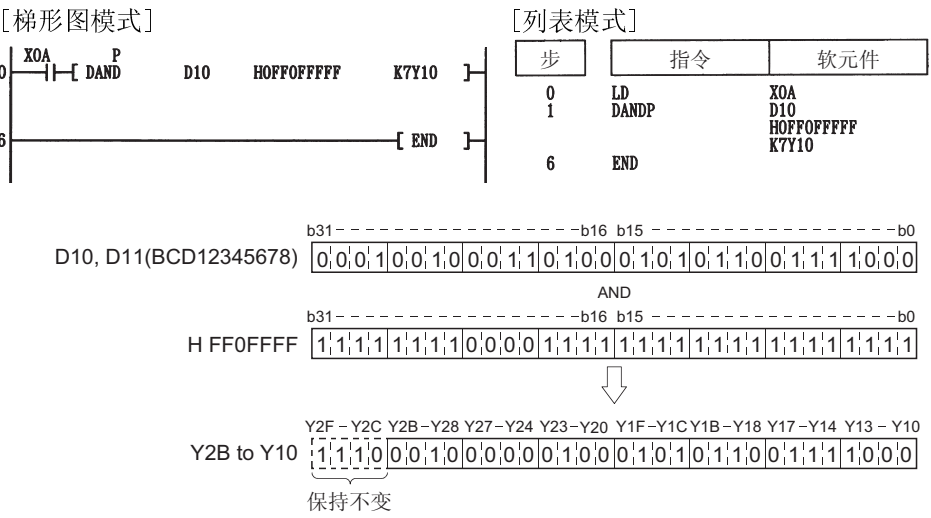 [梯形图模式]
[列表模式]
X0A P
0 DAND D10 H0FF0FFFFF K7Y10
6 END
步 指令 软元件
0 LD X0A
1 DANDP D10
H0FF0FFFFF
K7Y10
6 END
b31 b16 b15 b0
D10, D11(BCD12345678) 0 0 0 1 0 0 1 0 0 0 1 1 0 1 0 0 0 1 0 1 0 1 1 0 0 1 1 1 1 0 0 0
AND
b31 b16 b15 b0
H FF0FFFF 1 1 1 1 1 1 1 1 0 0 0 0 1 1 1 1 1 1 1 1 1 1 1 1 1 1 1 1 1 1 1 1
Y2F – Y2C Y2B – Y28 Y27 – Y24 Y23 – Y20 Y1F – Y1C Y1B – Y18 Y17 – Y14 Y13 – Y10
Y2B to Y10 1 1 1 0 0 0 1 0 0 0 0 0 0 1 0 0 0 1 0 1 0 1 1 0 0 1 1 1 1 0 0 0
保持不变